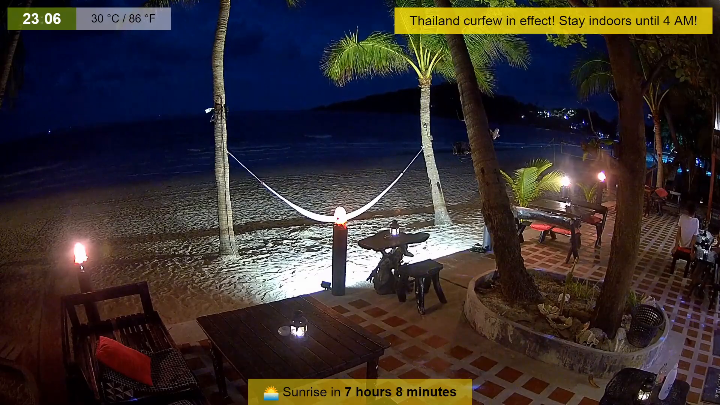 23 06
30 °C / 86 °F
Thailand curfew in effect! Stay indoors until 4 AM!
Sunrise in 7 hours 8 minutes